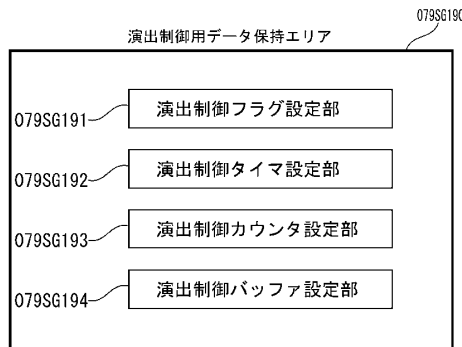 079SG190
演出制御用データ保持エリア
079SG191
演出制御フラグ設定部
079SG192
演出制御タイマ設定部
079SG193
演出制御カウンタ設定部
079SG194
演出制御バッファ設定部